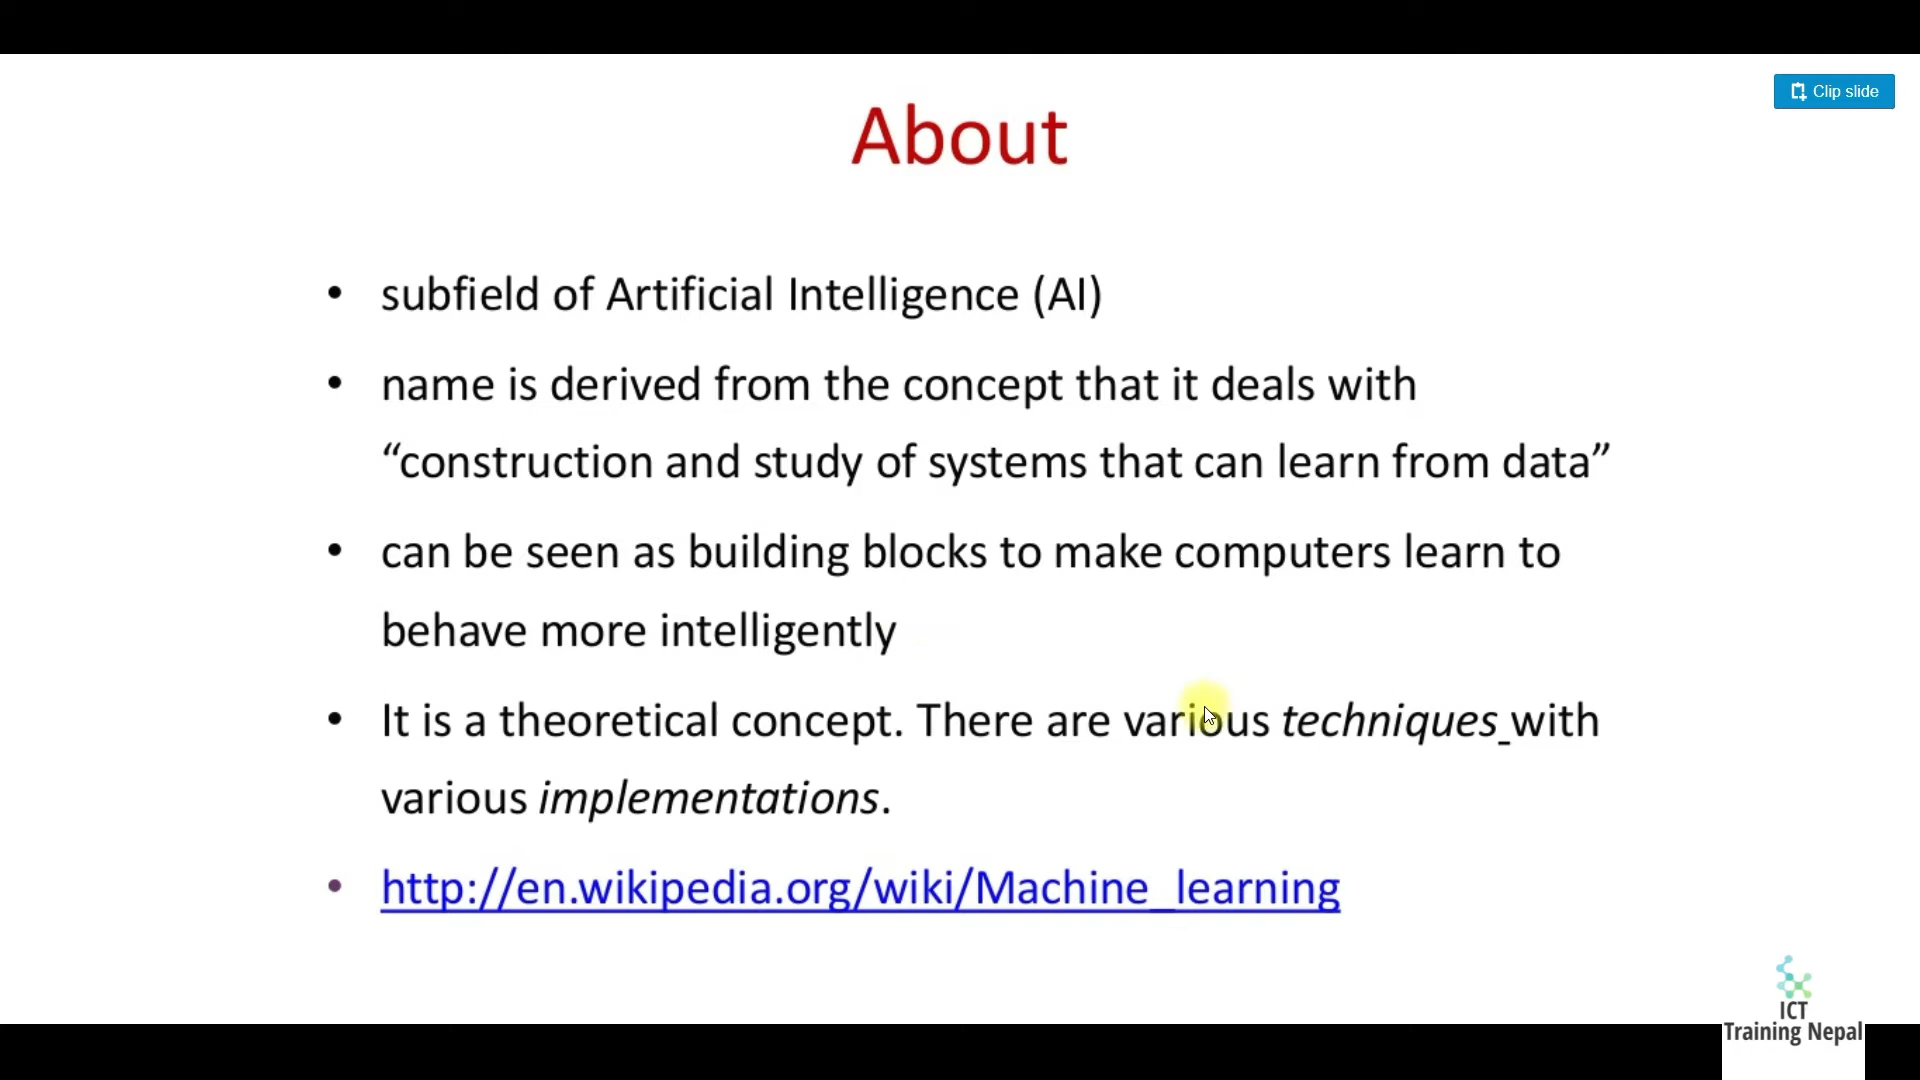 Clip slide
About
• subfield of Artificial Intelligence (AI)
• name is derived from the concept that it deals with
“construction and study of systems that can learn from data”
• can be seen as building blocks to make computers learn to
behave more intelligently
• It is a theoretical concept. There are various techniques with
various implementations.
• http://en.wikipedia.org/wiki/Machine_learning
ICT
Training Nepal